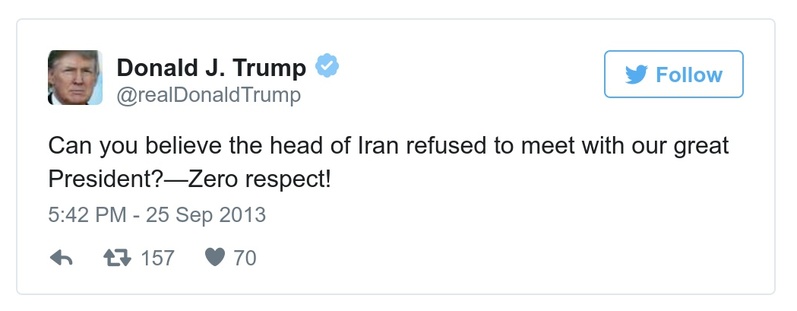 Donald J. Trump
@realDonaldTrump
Follow
Can you believe the head of Iran refused to meet with our great
President?—Zero respect!
5:42 PM - 25 Sep 2013
157 70